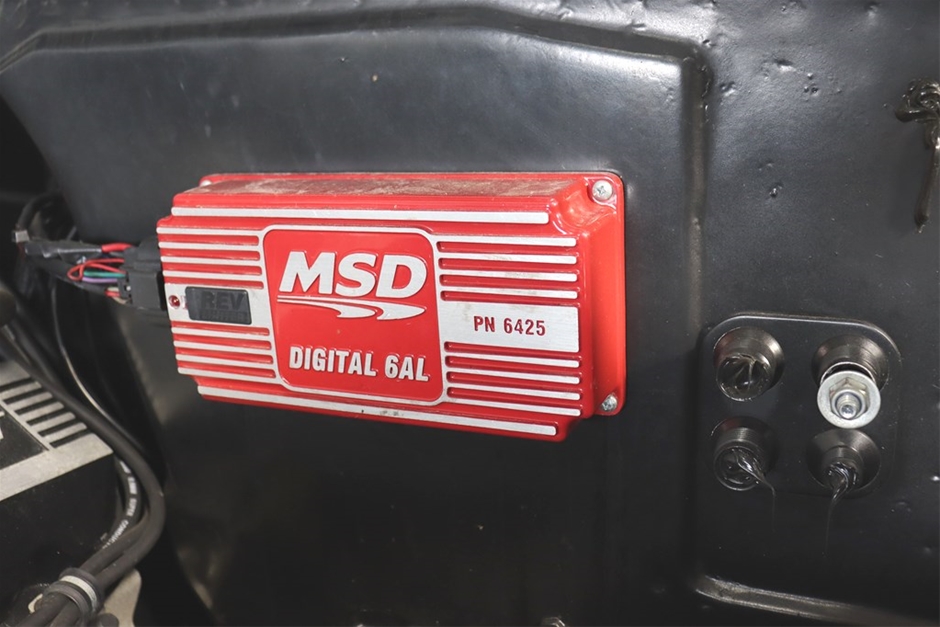 MSD
REV
PN 6425
DIGITAL 6AL